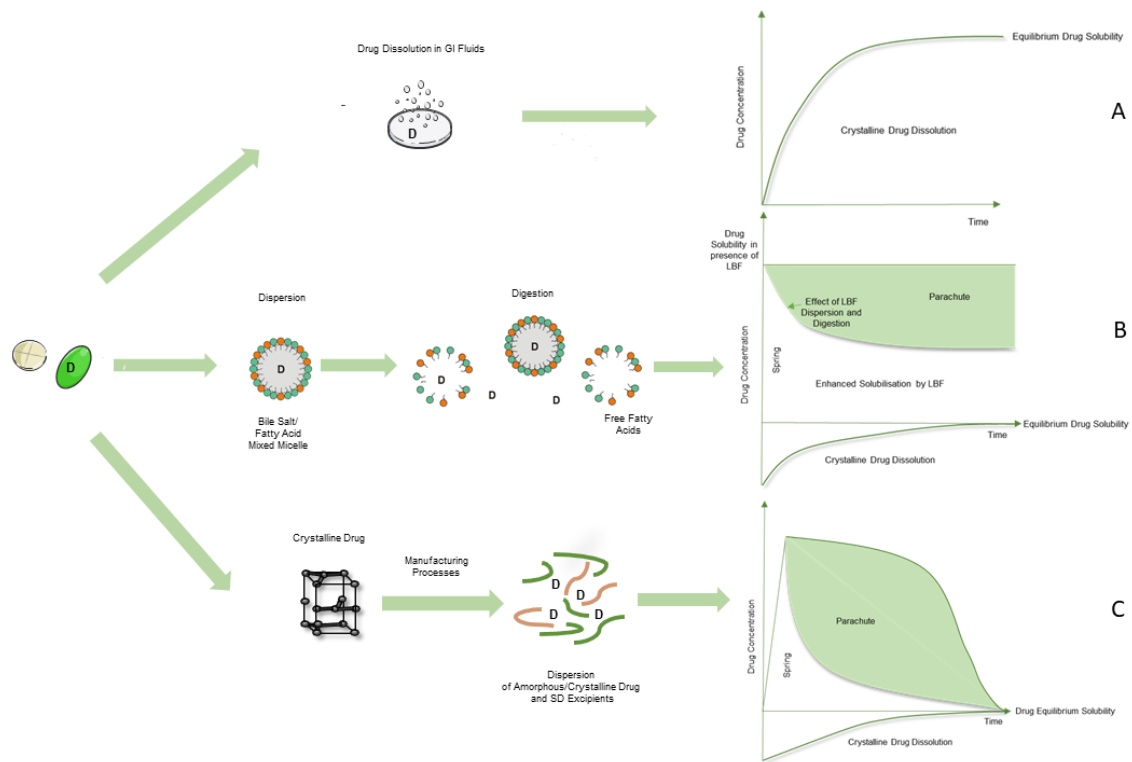 Drug Dissolution in GI Fluids
D
Drug Concentration
Equilibrium Drug Solubility
Crystalline Drug Dissolution
Time
A
D
Dispersion
D
Bile Salt/
Fatty Acid
Mixed Micelle
Digestion
D
D
D
D
Free Fatty
Acids
Drug
Solubility in
presence of
LBF
Effect of LBF
Dispersion and
Digestion
Parachute
Drug Concentration
Spring
Enhanced Solubilisation by LBF
Equilibrium Drug Solubility
Time
Crystalline Drug Dissolution
B
Crystalline Drug
Manufacturing
Processes
D
D
D
D
Dispersion
of Amorphous/Crystalline Drug
and SD Excipients
Drug Concentration
Spring
Parachute
Drug Equilibrium Solubility
Time
Crystalline Drug Dissolution
C